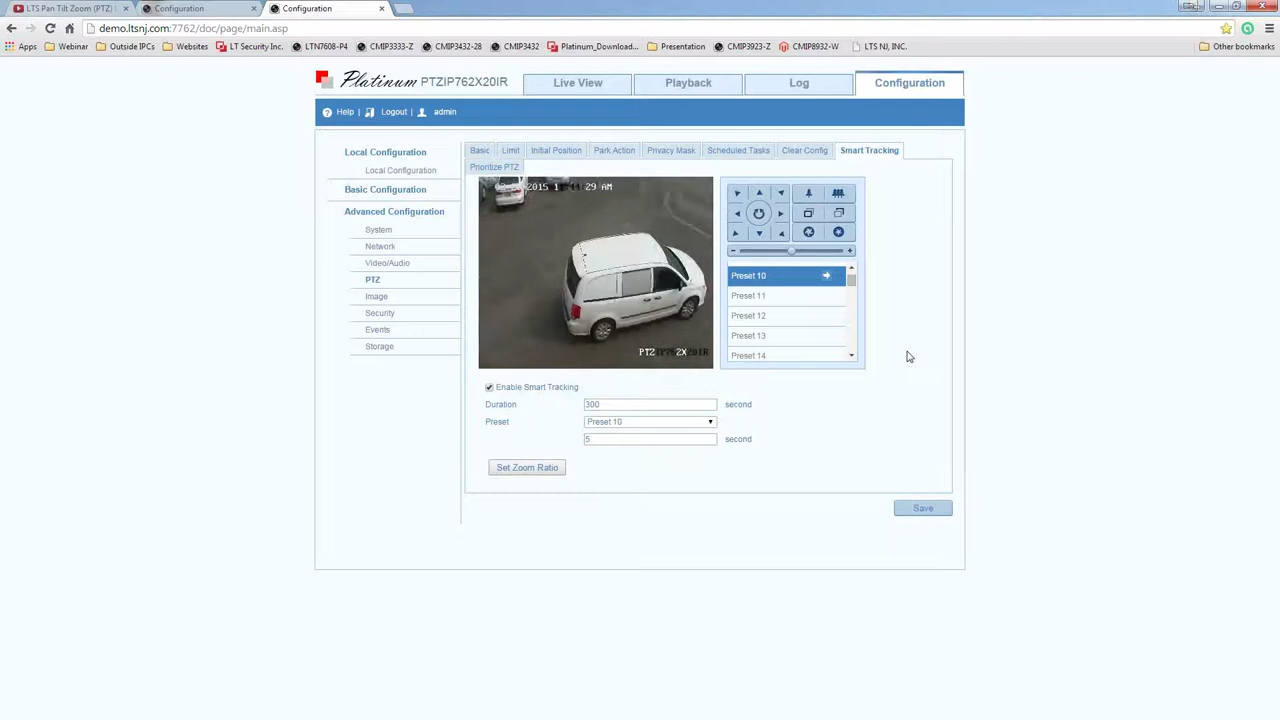 LTS Pan Tilt Zoom (PTZ)
Configuration
Configuration
demo.ltsnj.com:7762/doc/page/main.asp
Apps Webinar Outside IPCs Websites LT Security Inc. LTN7608-P4 CMIP3333-Z CMIP3432-28 CMIP3432 Platinum_Download... Presentation CMIP3923-Z CMIP8932-W LTS NJ, INC. Other bookmarks
Platinum PTZIP762X20IR
Live View
Playback
Log
Configuration
Help Logout admin
Local Configuration
Local Configuration
Basic Configuration
Advanced Configuration
System
Network
Video/Audio
PTZ
Image
Security
Events
Storage
Basic Limit Initial Position Park Action Privacy Mask Scheduled Tasks Clear Config Smart Tracking
Prioritize PTZ
2015 29 AM
PTZIP762X20IR
Preset 10
Preset 11
Preset 12
Preset 13
Preset 14
Enable Smart Tracking
Duration 300 second
Preset Preset 10
5 second
Set Zoom Ratio
Save